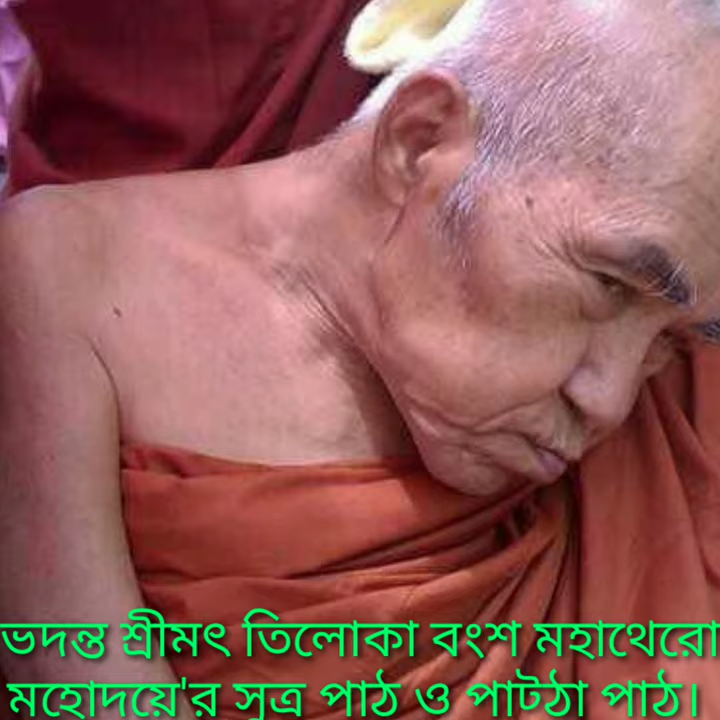 ভদন্ত শ্রীমৎ তিলোকা বংশ মহাথেরো
মহোদয়ে'র সূত্র পাঠ ও পাটঠা পাঠ।